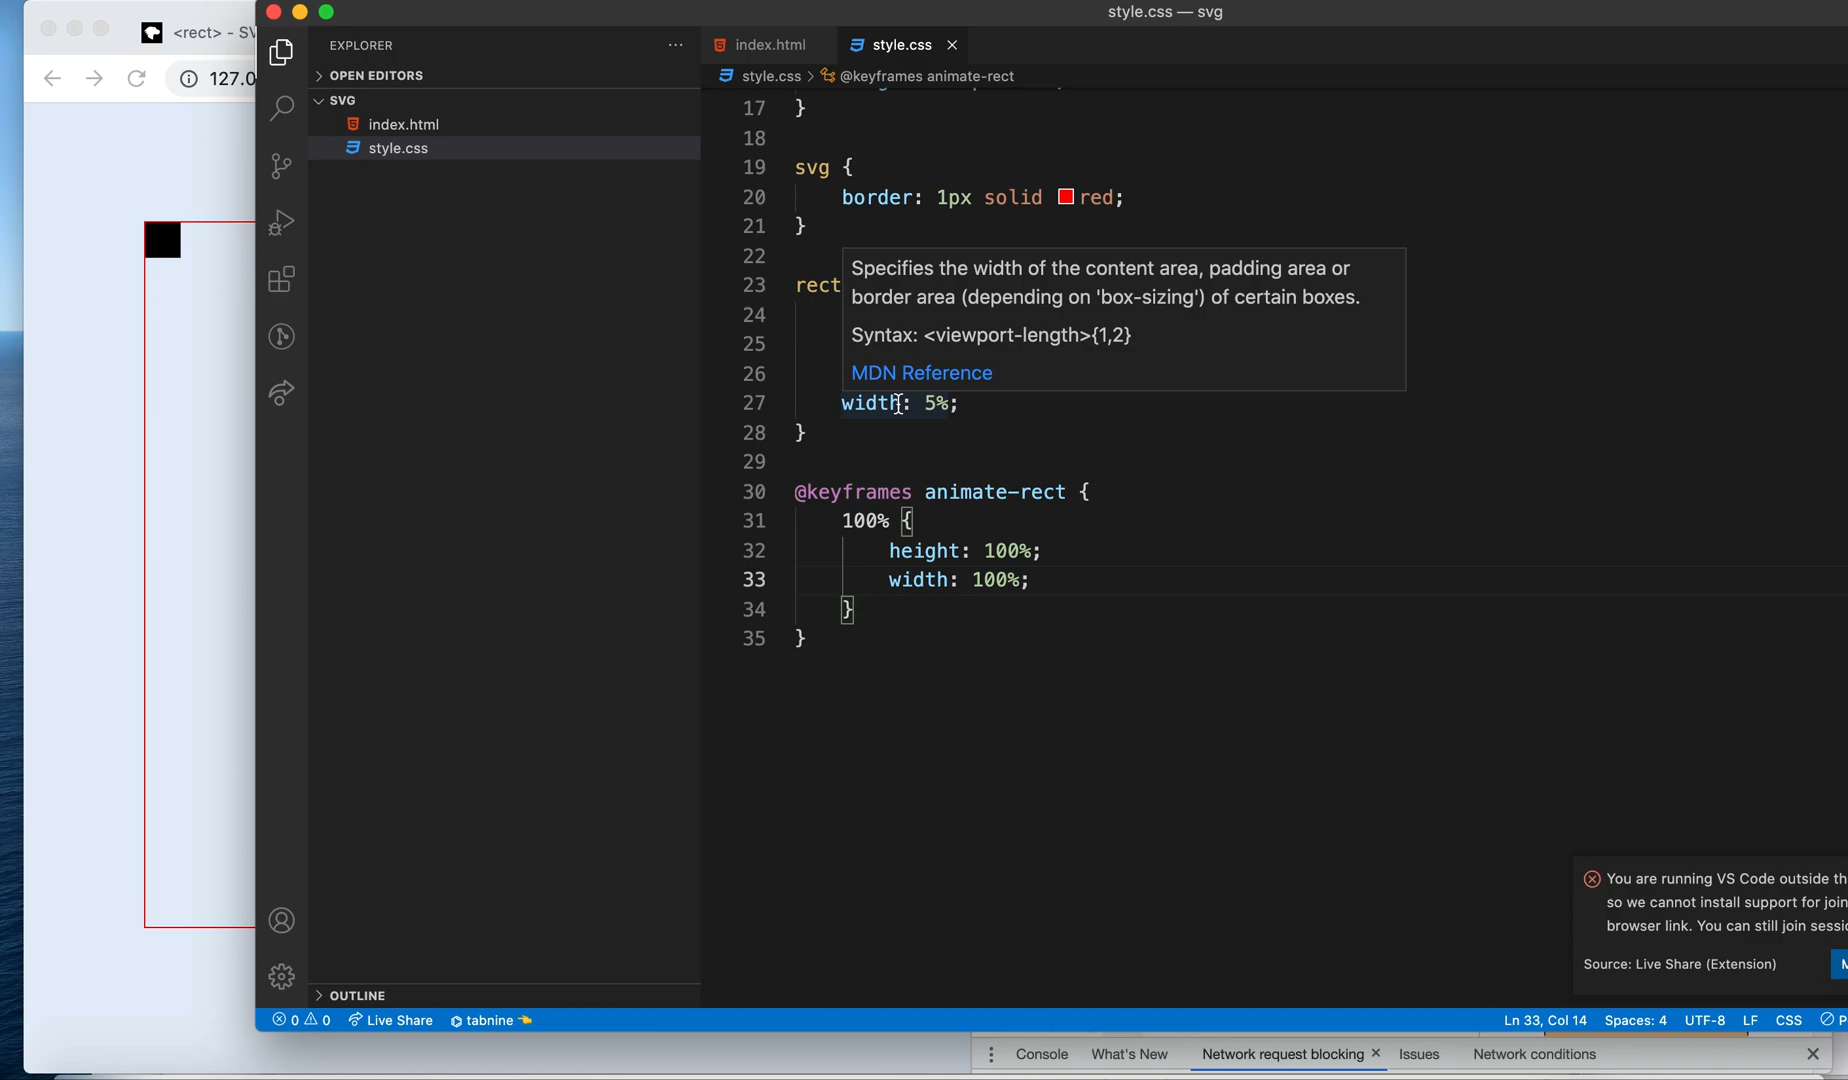 style.css — svg
<rect> - SV
127.0
EXPLORER
OPEN EDITORS
SVG
index.html
style.css
index.html
style.css
style.css > @keyframes animate-rect
17 }
18
19 svg {
20 border: 1px solid red;
21 }
22
23 rect
24
25
26
27 width: 5%;
28 }
29
30 @keyframes animate-rect {
31 100% {
32 height: 100%;
33 width: 100%;
34 }
35 }
Specifies the width of the content area, padding area or
border area (depending on 'box-sizing') of certain boxes.
Syntax: <viewport-length>{1,2}
MDN Reference
You are running VS Code outside th
so we cannot install support for join
browser link. You can still join sessi
Source: Live Share (Extension)
M
OUTLINE
0 0 Live Share tabnine
Ln 33, Col 14 Spaces: 4 UTF-8 LF CSS P
Console What's New Network request blocking Issues Network conditions